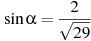 sin α = 2/√29